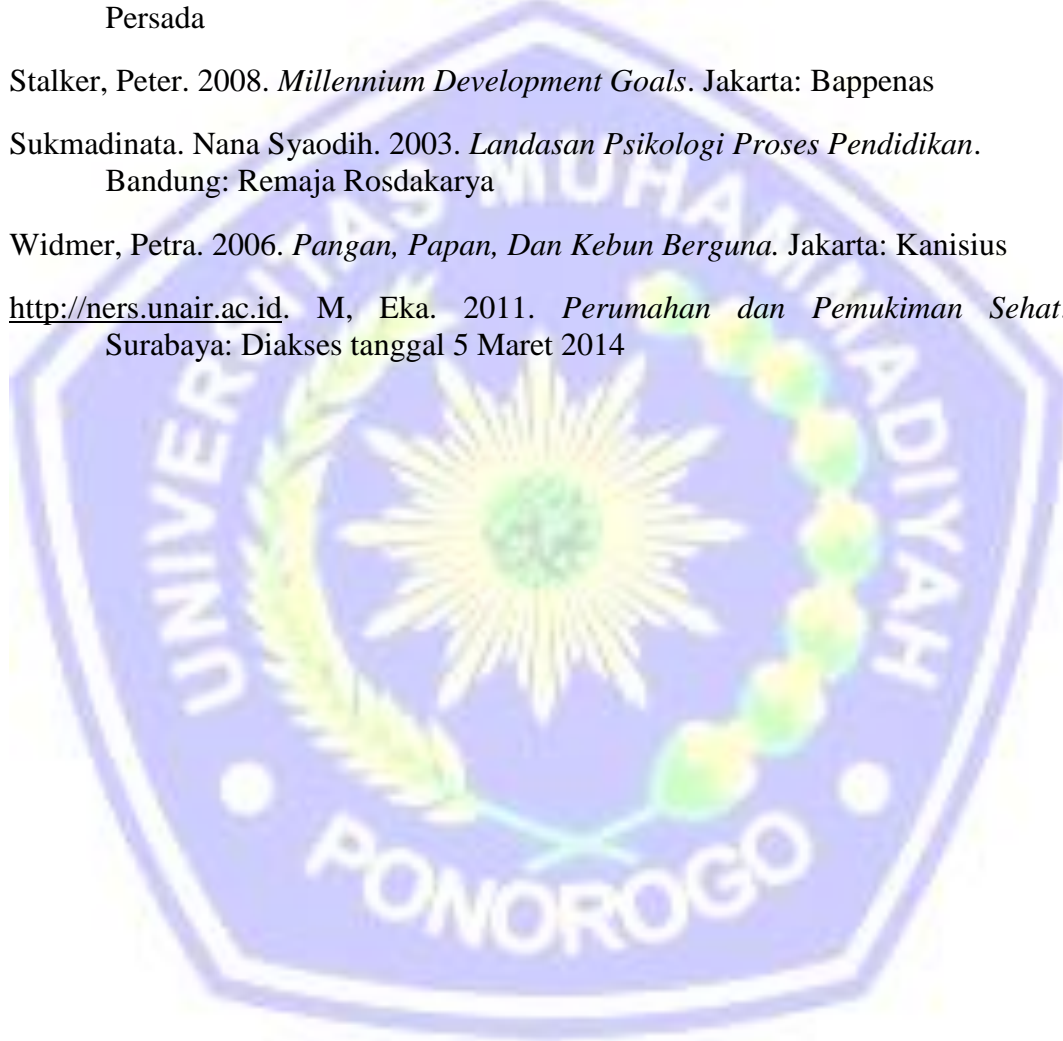 Persada
Stalker, Peter. 2008. Millennium Development Goals. Jakarta: Bappenas
Sukmadinata. Nana Syaodih. 2003. Landasan Psikologi Proses Pendidikan.
Bandung: Remaja Rosdakarya
Widmer, Petra. 2006. Pangan, Papan, Dan Kebun Berguna. Jakarta: Kanisius
http://ners.unair.ac.id. M, Eka. 2011. Perumahan dan Pemukiman Sehat.
Surabaya: Diakses tanggal 5 Maret 2014
UNIVERSITAS MUHAMMADIYAH
PONOROGO